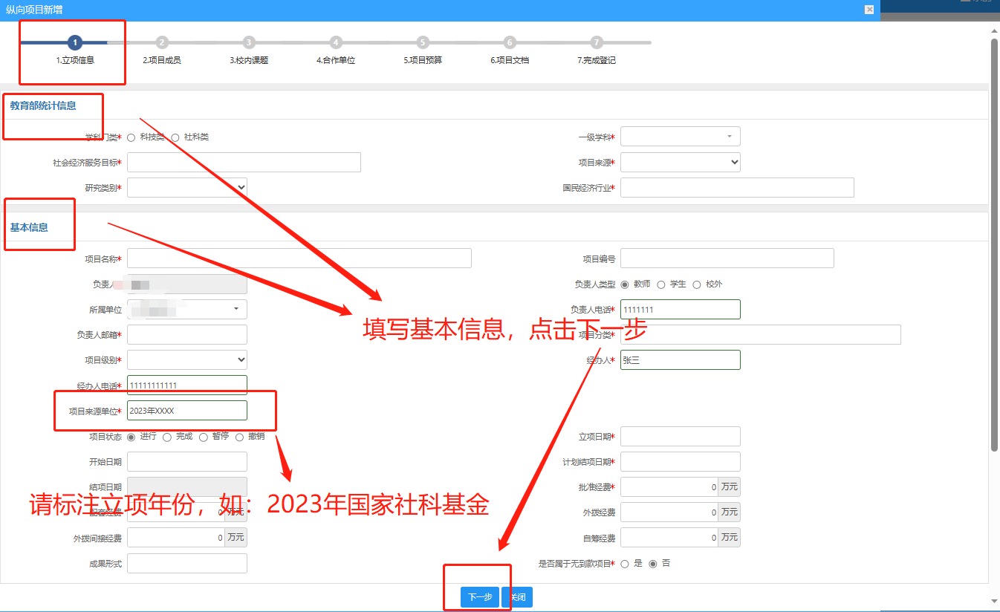 纵向项目新增
1 2 3 4 5 6 7
1.立项信息 2.项目成员 3.校内课题 4.合作单位 5.项目预算 6.项目文档 7.完成登记
教育部统计信息
学科门类* 科技类 社科类 一级学科*
社会经济服务目标* 项目来源*
研究类别* 国民经济行业*
基本信息
项目名称* 项目编号
负责人 负责人类型 教师 学生 校外
所属单位 负责人电话* 1111111
填写基本信息，点击下一步
负责人邮箱* 项目分类*
项目级别* 经办人* 张三
经办人电话* 11111111111
项目来源单位* 2023年XXXX
项目状态 进行 完成 暂停 撤销 立项日期*
开始日期 计划结项日期*
结项日期 批准经费* 0 万元
请标注立项年份，如：2023年国家社科基金
配套经费 0 万元 外拨经费 0 万元
外拨间接经费 0 万元 自筹经费 0 万元
成果形式 是否属于无到款项目* 是 否
下一步 关闭